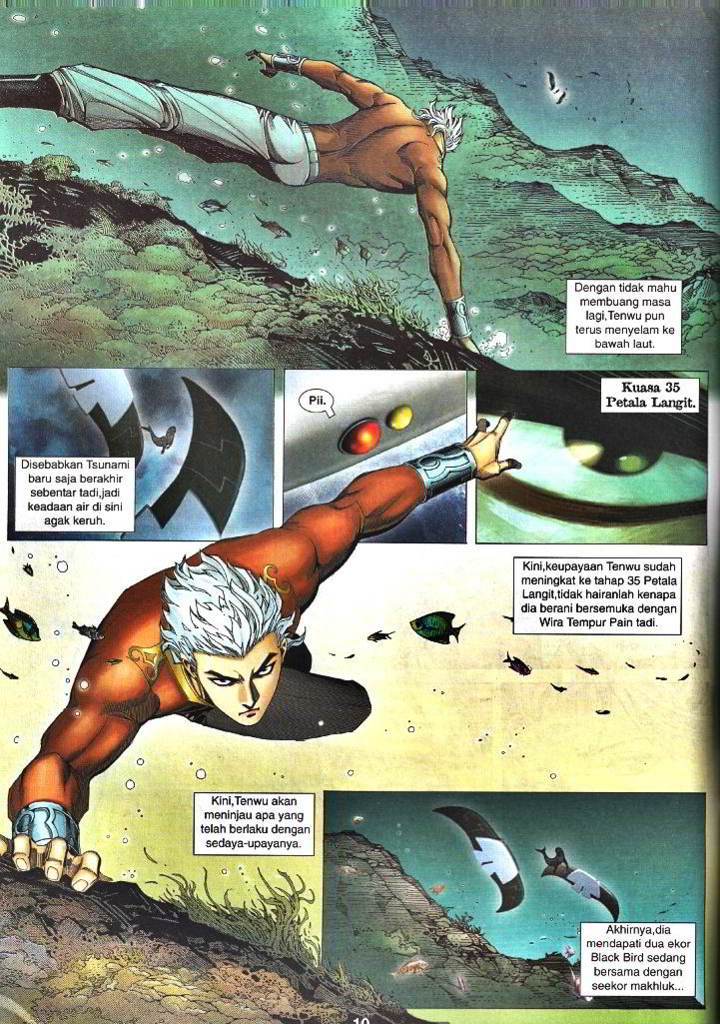 Dengan tidak mahu
membuang masa
lagi,Tenwu pun
terus menyelam ke
bawah laut.
Disebabkan Tsunami
baru saja berakhir
sebentar tadi,jadi
keadaan air di sini
agak keruh.
Pii.
Kuasa 35
Petala Langit.
Kini,keupayaan Tenwu sudah
meningkat ke tahap 35 Petala
Langit,tidak hairanlah kenapa
dia berani bersemuka dengan
Wira Tempur Pain tadi.
Kini,Tenwu akan
meninjau apa yang
telah berlaku dengan
sedaya-upayanya.
Akhirnya,dia
mendapati dua ekor
Black Bird sedang
bersama dengan
seekor makhluk...
10